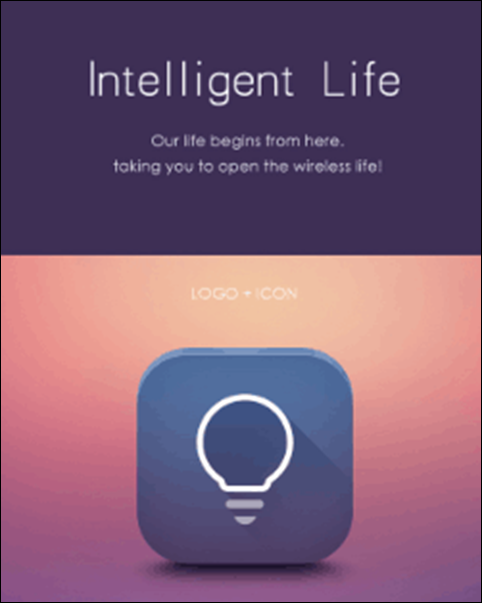 Intelligent Life
Our life begins from here.
taking you to open the wireless life!
LOGO + ICON